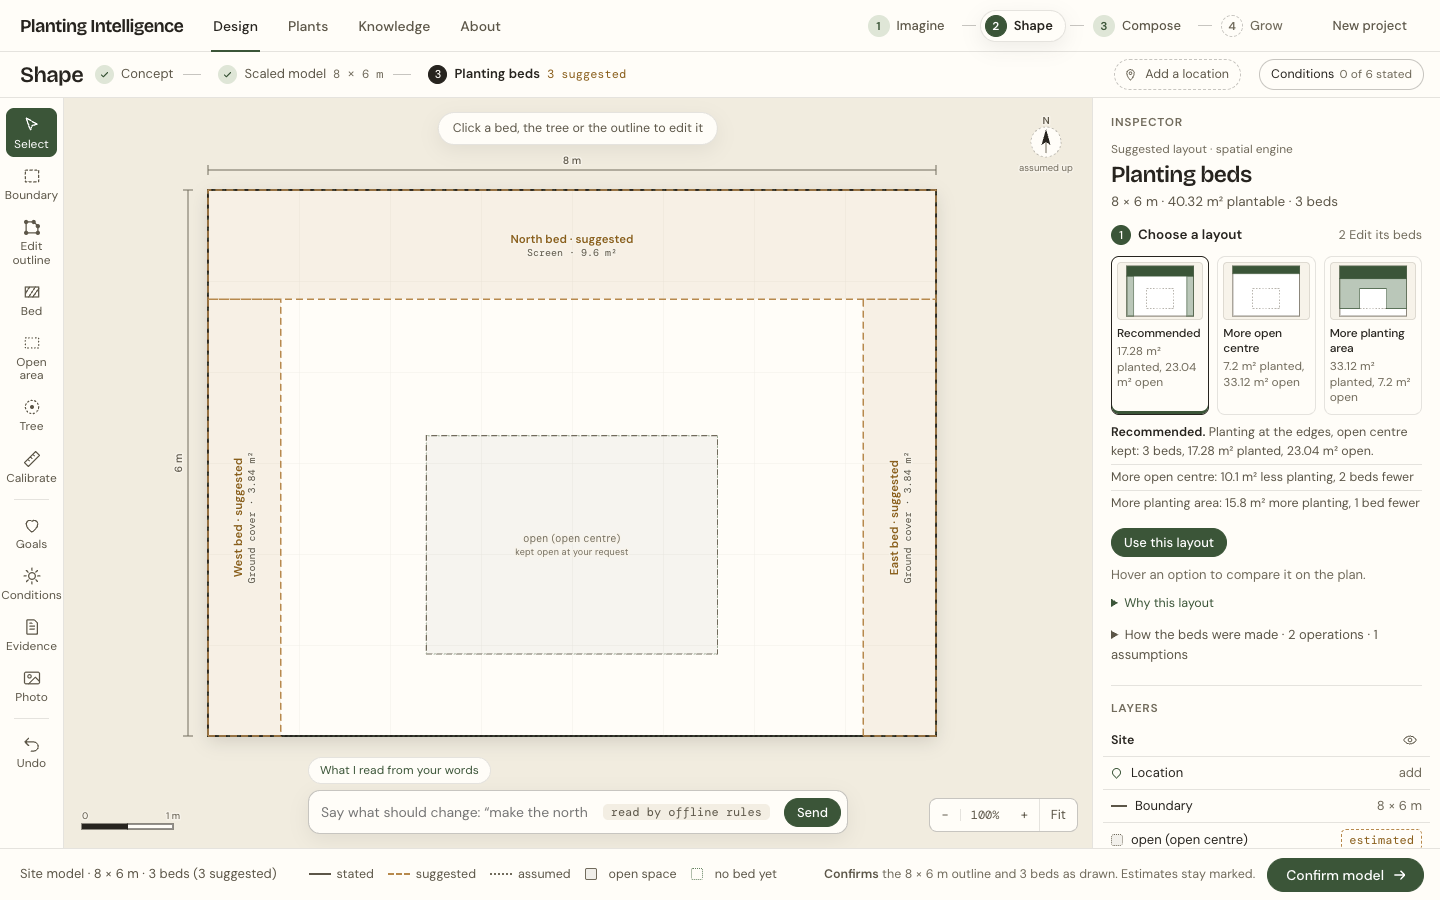 Planting Intelligence
Design
Plants
Knowledge
About
1 Imagine
2 Shape
3 Compose
4 Grow
New project
Shape
Concept
Scaled model 8 × 6 m
3 Planting beds 3 suggested
Add a location
Conditions 0 of 6 stated
Select
Boundary
Edit
outline
Bed
Open
area
Tree
Calibrate
Goals
Conditions
Evidence
Photo
Undo
Click a bed, the tree or the outline to edit it
N
assumed up
8 m
6 m
North bed · suggested
Screen · 9.6 m²
West bed · suggested
Ground cover · 3.84 m²
East bed · suggested
Ground cover · 3.84 m²
open (open centre)
kept open at your request
What I read from your words
Say what should change: “make the north
read by offline rules
Send
0 1 m
− 100% + Fit
INSPECTOR
Suggested layout · spatial engine
Planting beds
8 × 6 m · 40.32 m² plantable · 3 beds
1 Choose a layout
2 Edit its beds
Recommended
17.28 m²
planted, 23.04
m² open
More open
centre
7.2 m² planted,
33.12 m² open
More planting
area
33.12 m²
planted, 7.2 m²
open
Recommended. Planting at the edges, open centre
kept: 3 beds, 17.28 m² planted, 23.04 m² open.
More open centre: 10.1 m² less planting, 2 beds fewer
More planting area: 15.8 m² more planting, 1 bed fewer
Use this layout
Hover an option to compare it on the plan.
Why this layout
How the beds were made · 2 operations · 1
assumptions
LAYERS
Site
Location add
Boundary 8 × 6 m
open (open centre) estimated
Site model · 8 × 6 m · 3 beds (3 suggested)
stated
suggested
assumed
open space
no bed yet
Confirms the 8 × 6 m outline and 3 beds as drawn. Estimates stay marked.
Confirm model →